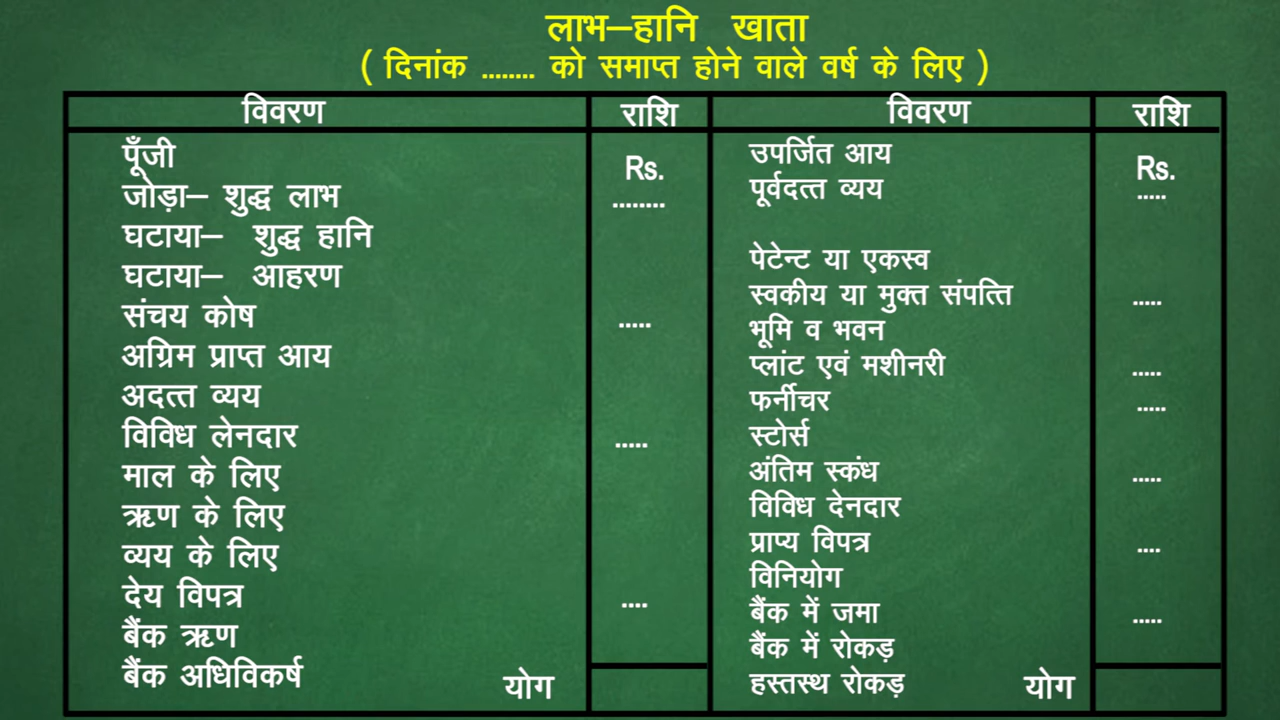 लाभ–हानि खाता
( दिनांक ........ को समाप्त होने वाले वर्ष के लिए )
विवरण राशि विवरण राशि
पूँजी Rs.
जोड़ा– शुद्ध लाभ ........
घटाया– शुद्ध हानि
घटाया– आहरण
संचय कोष .....
अग्रिम प्राप्त आय
अदत्त व्यय
विविध लेनदार .....
माल के लिए
ऋण के लिए
व्यय के लिए
देय विपत्र ....
बैंक ऋण
बैंक अधिविकर्ष
योग
उपर्जित आय Rs.
पूर्वदत्त व्यय .....
पेटेन्ट या एकस्व
स्वकीय या मुक्त संपत्ति .....
भूमि व भवन
प्लांट एवं मशीनरी .....
फर्नीचर .....
स्टोर्स
अंतिम स्कंध .....
विविध देनदार
प्राप्य विपत्र ....
विनियोग
बैंक में जमा .....
बैंक में रोकड़
हस्तस्थ रोकड़ योग